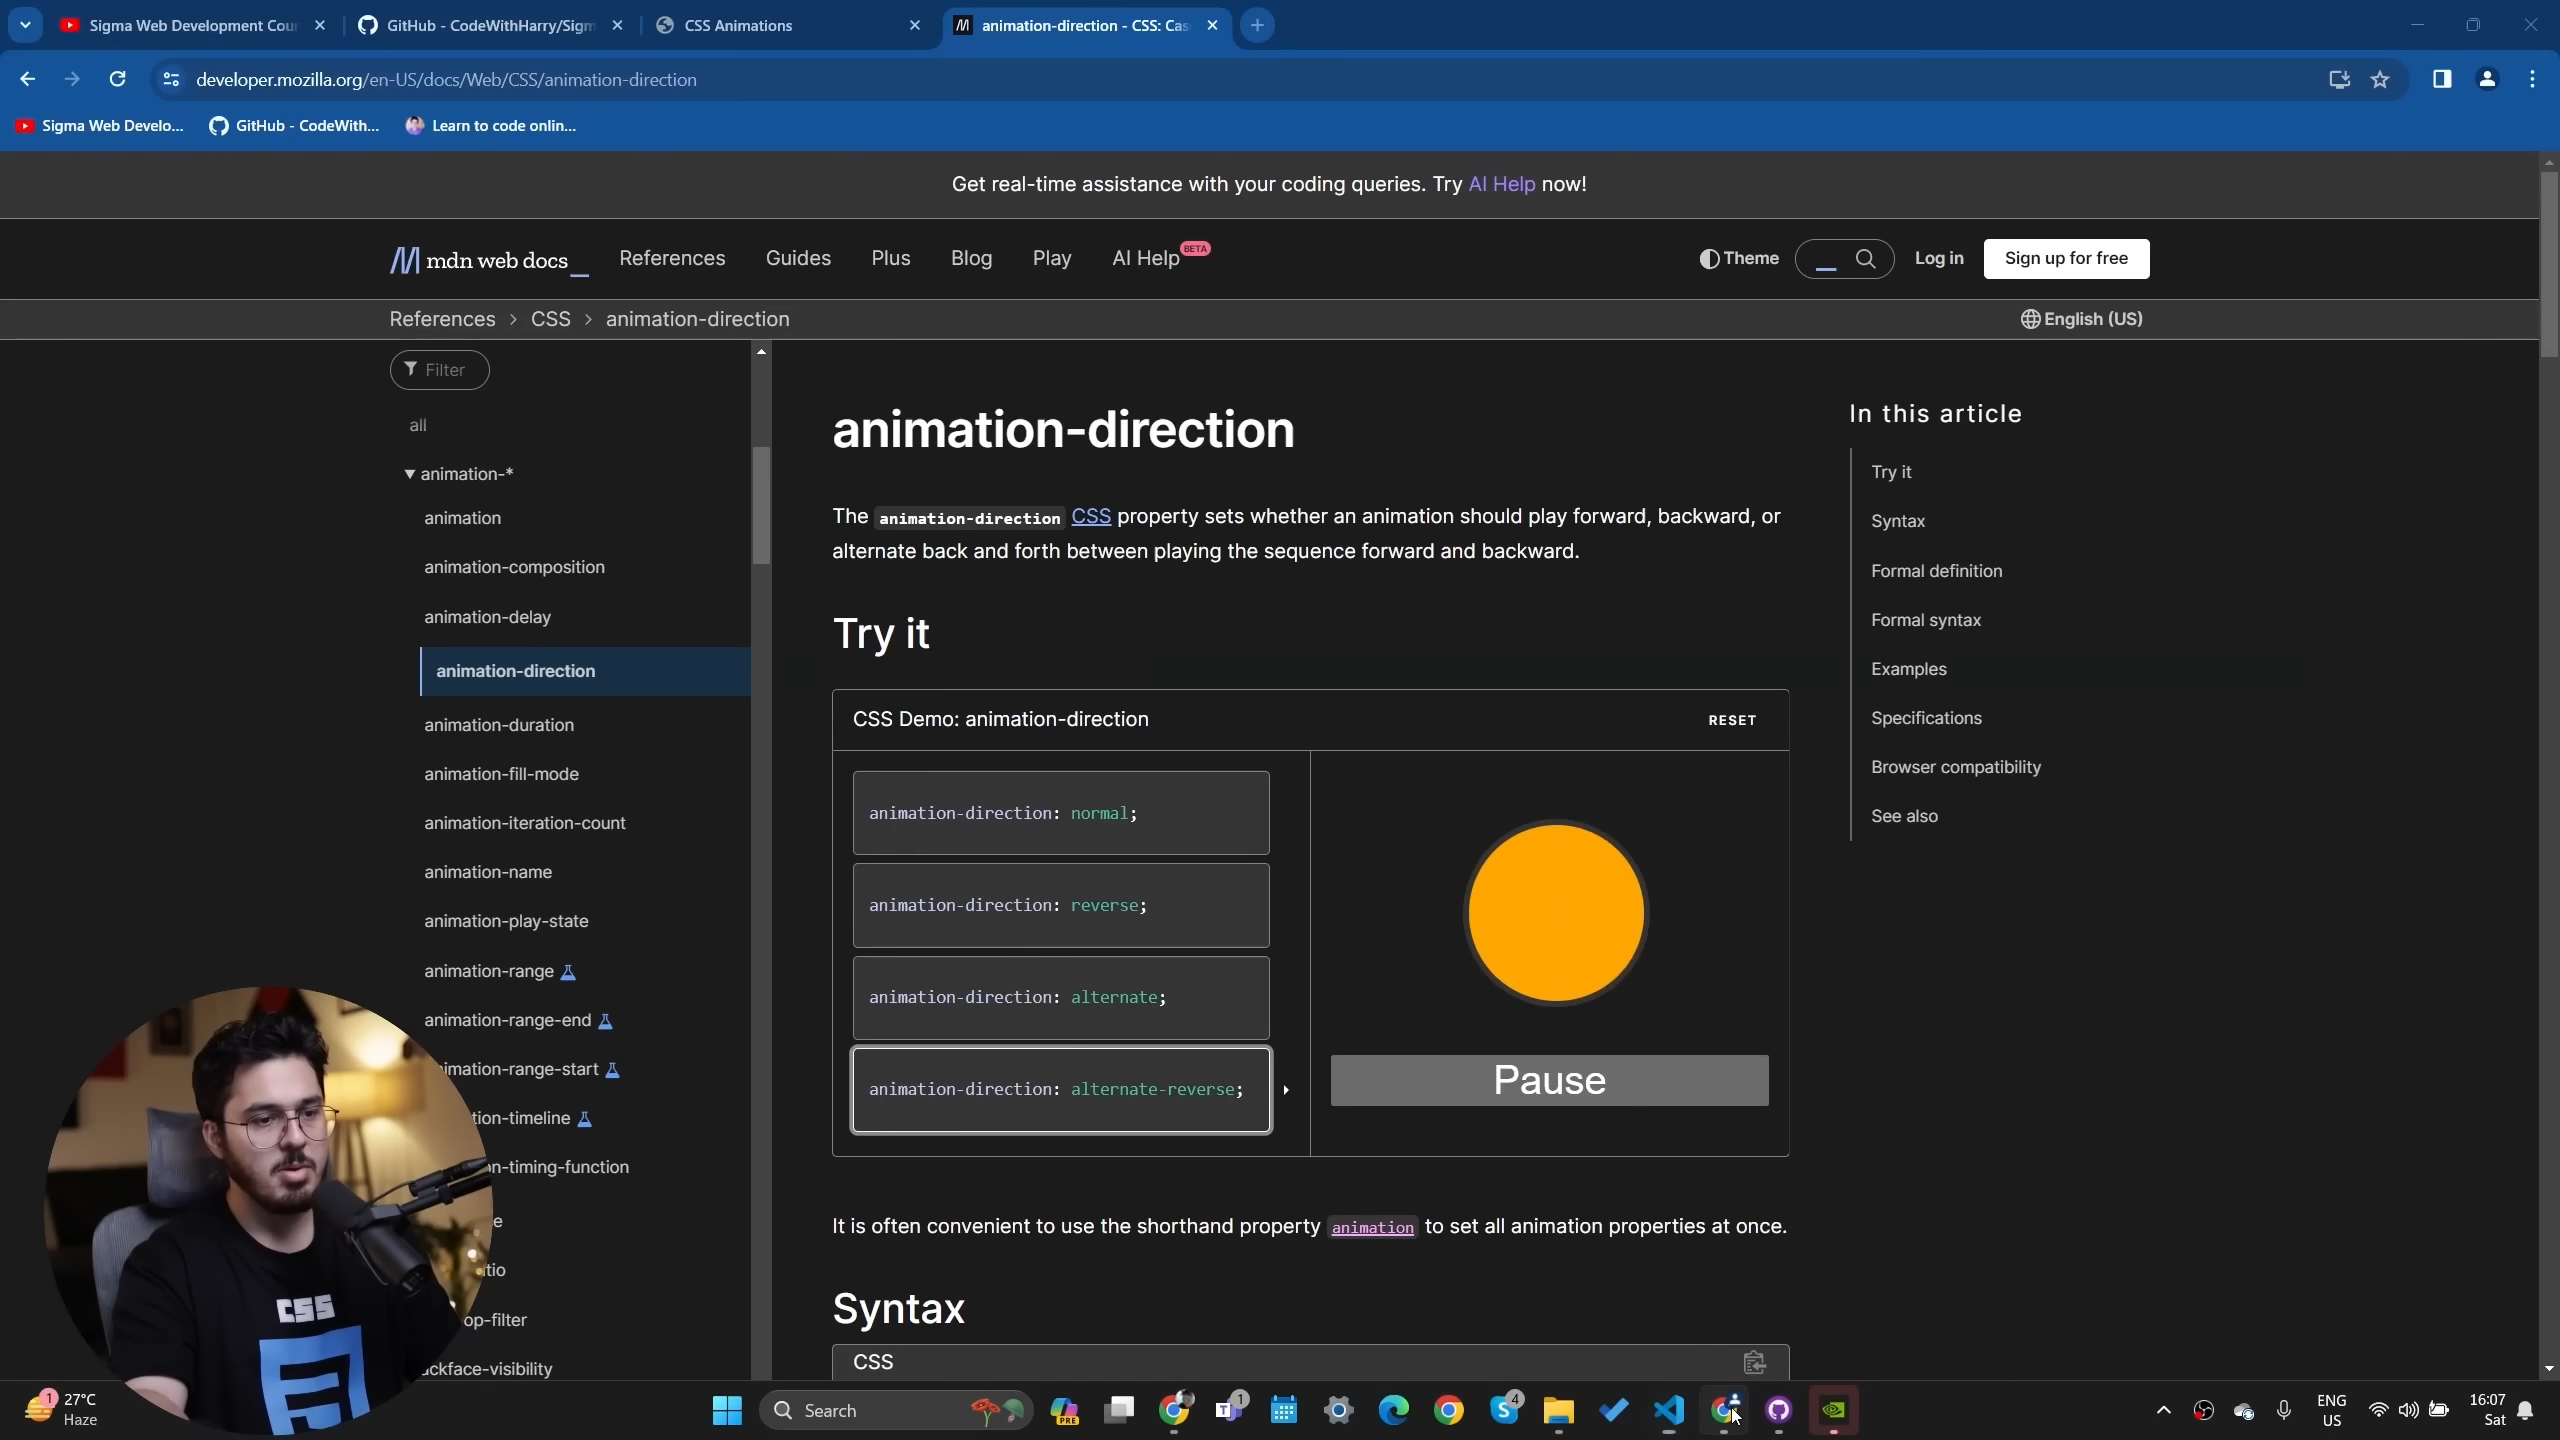 Sigma Web Development Cou
GitHub - CodeWithHarry/Sigm
CSS Animations
animation-direction - CSS: Cas
developer.mozilla.org/en-US/docs/Web/CSS/animation-direction
Sigma Web Develo...
GitHub - CodeWith...
Learn to code onlin...
Get real-time assistance with your coding queries. Try AI Help now!
mdn web docs_
References
Guides
Plus
Blog
Play
AI Help
BETA
Theme
Log in
Sign up for free
References > CSS > animation-direction
English (US)
Filter
all
animation-*
animation
animation-composition
animation-delay
animation-direction
animation-duration
animation-fill-mode
animation-iteration-count
animation-name
animation-play-state
animation-range
animation-range-end
imation-range-start
tion-timeline
n-timing-function
e
tio
op-filter
ackface-visibility
animation-direction
The animation-direction CSS property sets whether an animation should play forward, backward, or
alternate back and forth between playing the sequence forward and backward.
Try it
CSS Demo: animation-direction
RESET
animation-direction: normal;
animation-direction: reverse;
animation-direction: alternate;
animation-direction: alternate-reverse;
Pause
It is often convenient to use the shorthand property animation to set all animation properties at once.
Syntax
CSS
In this article
Try it
Syntax
Formal definition
Formal syntax
Examples
Specifications
Browser compatibility
See also
CSS
1
27°C
Haze
Search
PRE
1
4
ENG
US
16:07
Sat